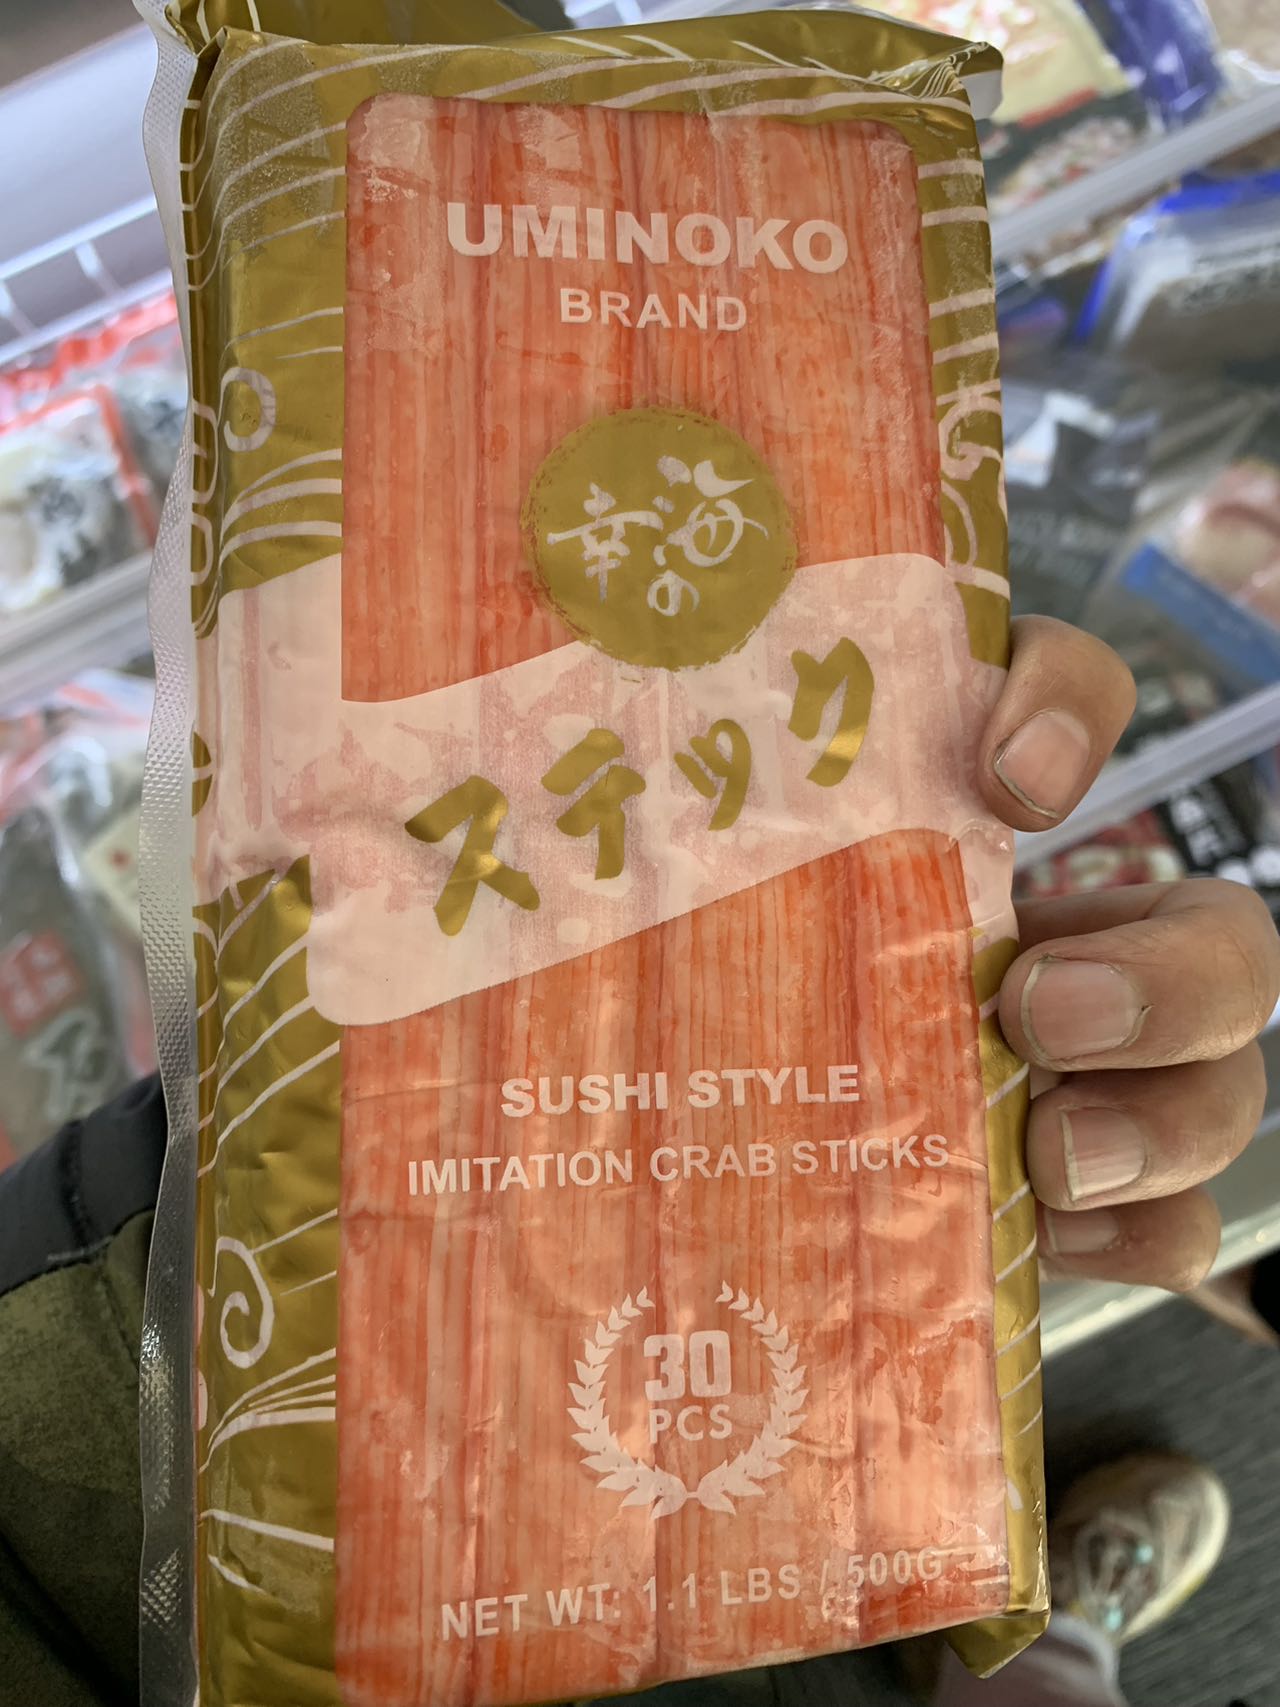 UMINOKO
BRAND
海の
幸
スティック
SUSHI STYLE
IMITATION CRAB STICKS
30
PCS
NET WT: 1.1 LBS / 500G